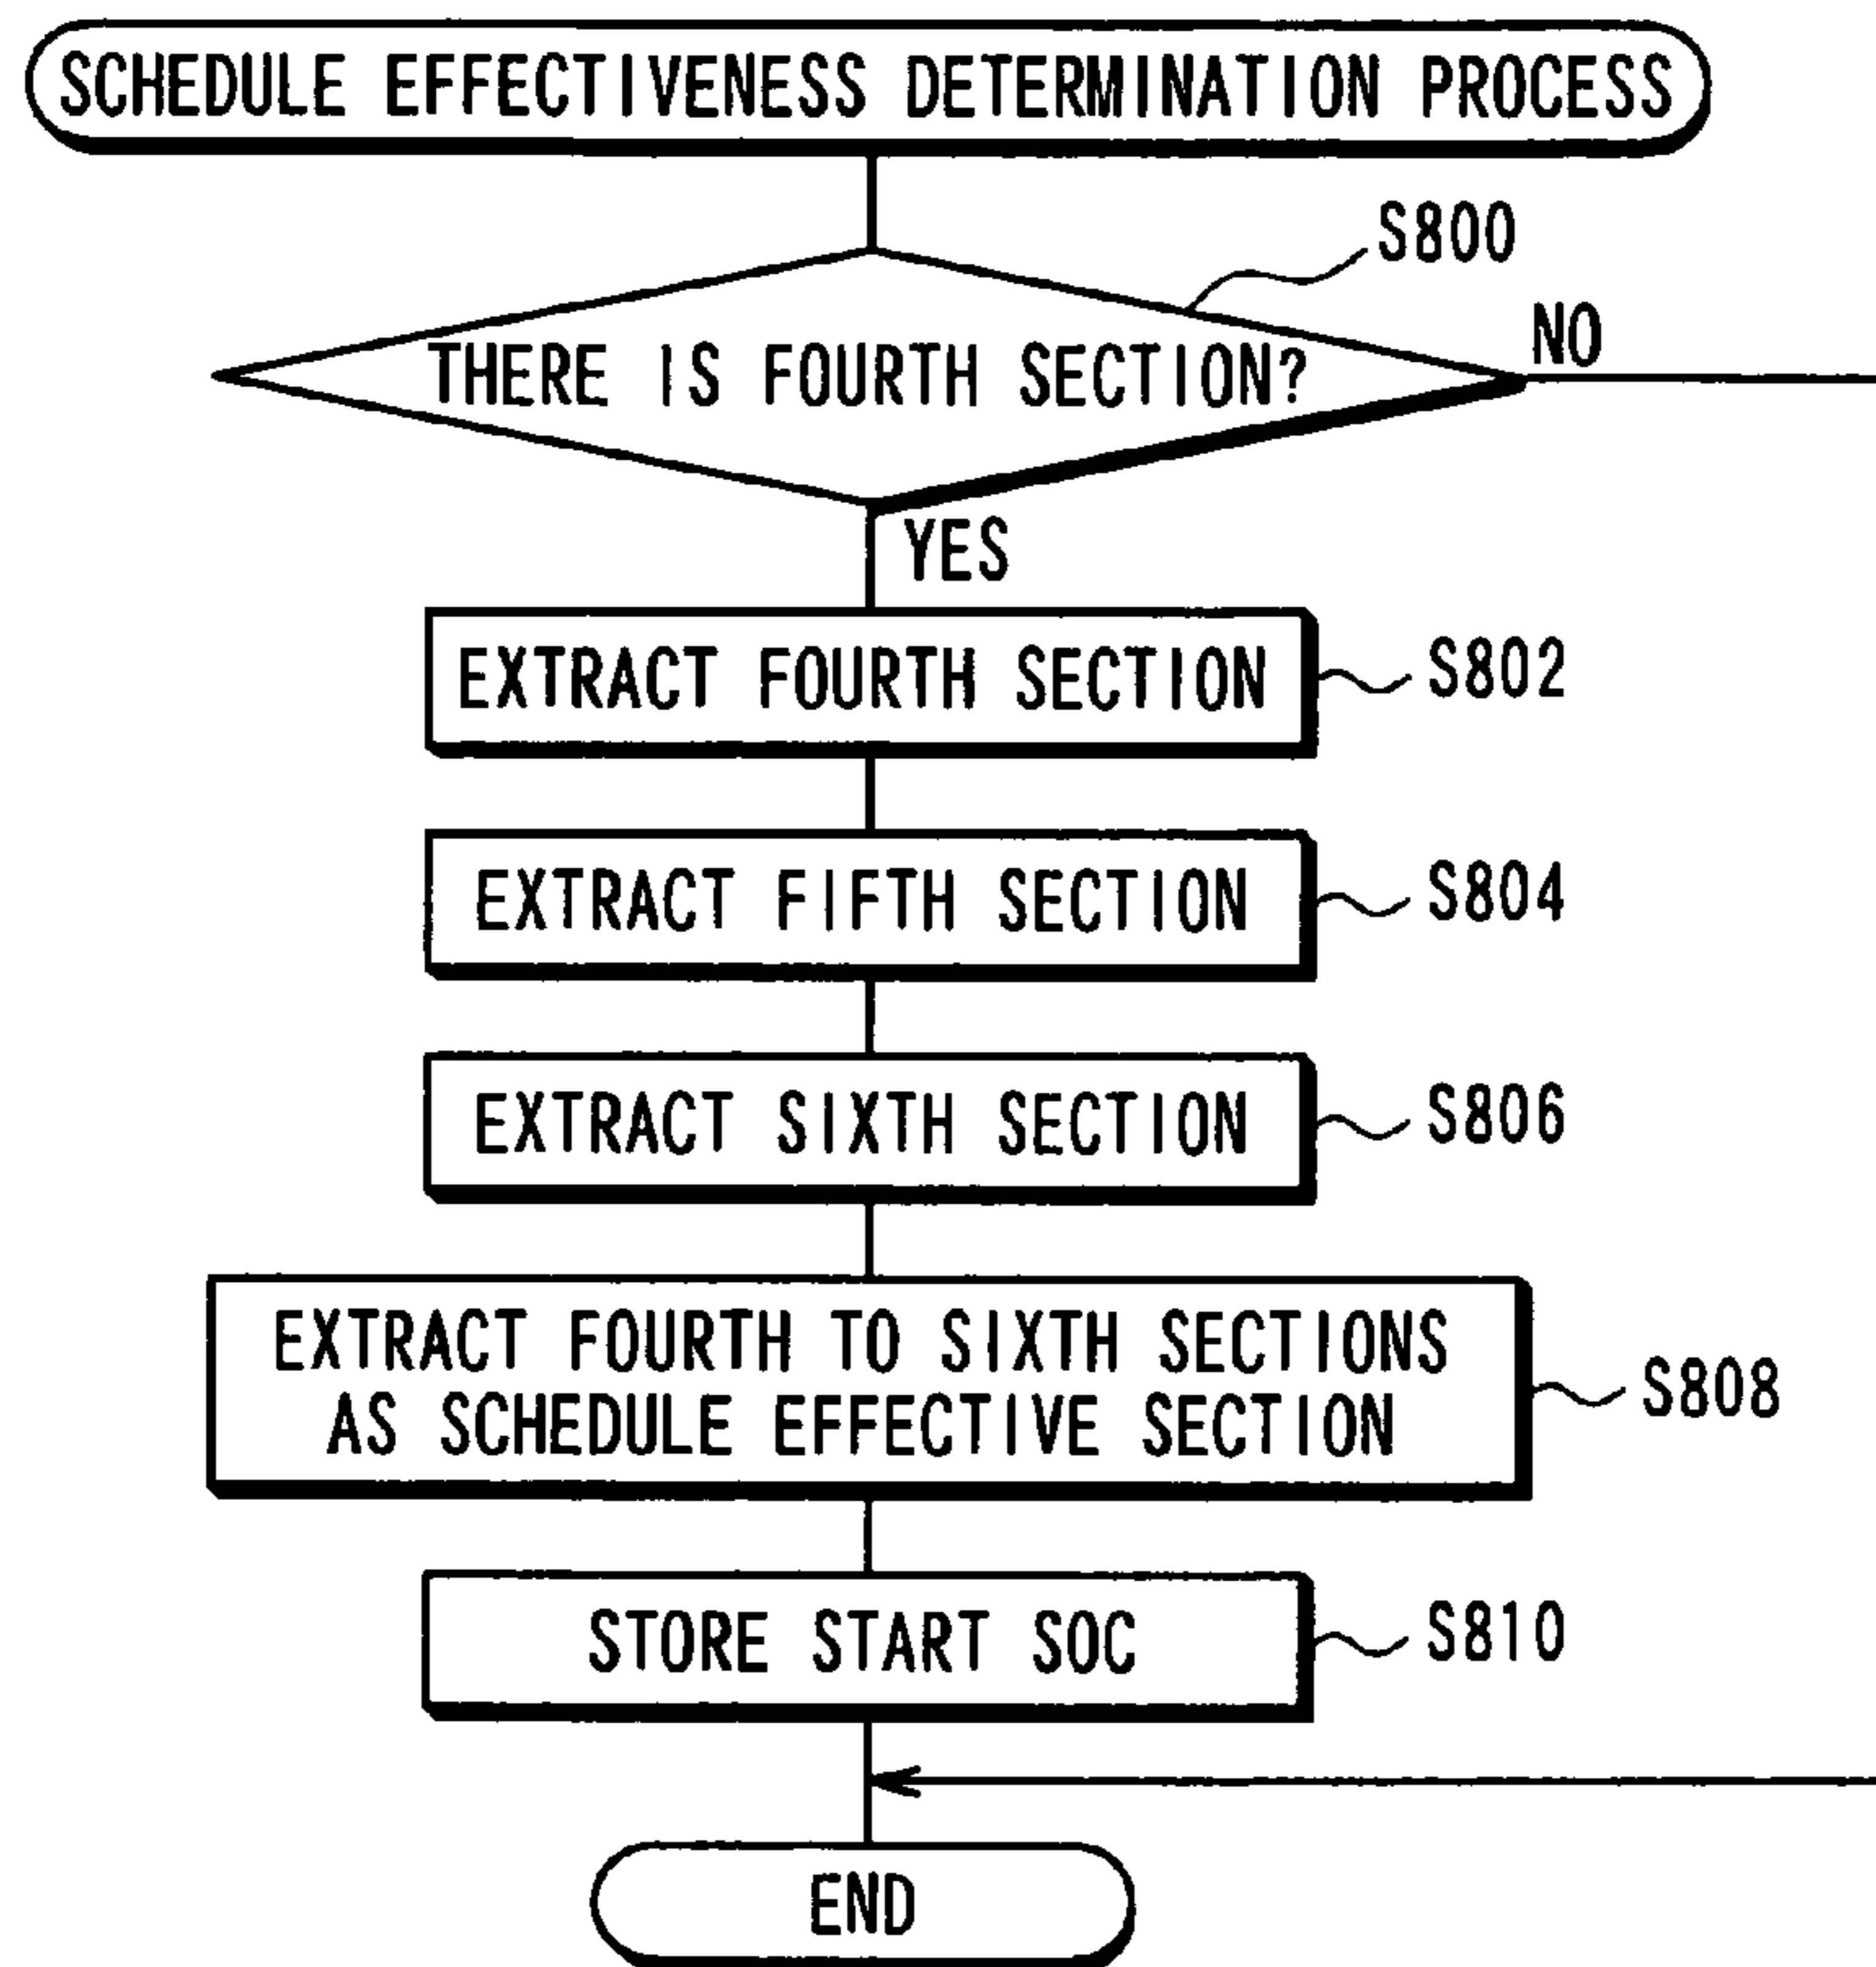 SCHEDULE EFFECTIVENESS DETERMINATION PROCESS
S800
THERE IS FOURTH SECTION?
NO
YES
EXTRACT FOURTH SECTION
S802
EXTRACT FIFTH SECTION
S804
EXTRACT SIXTH SECTION
S806
EXTRACT FOURTH TO SIXTH SECTIONS
AS SCHEDULE EFFECTIVE SECTION
S808
STORE START SOC
S810
END